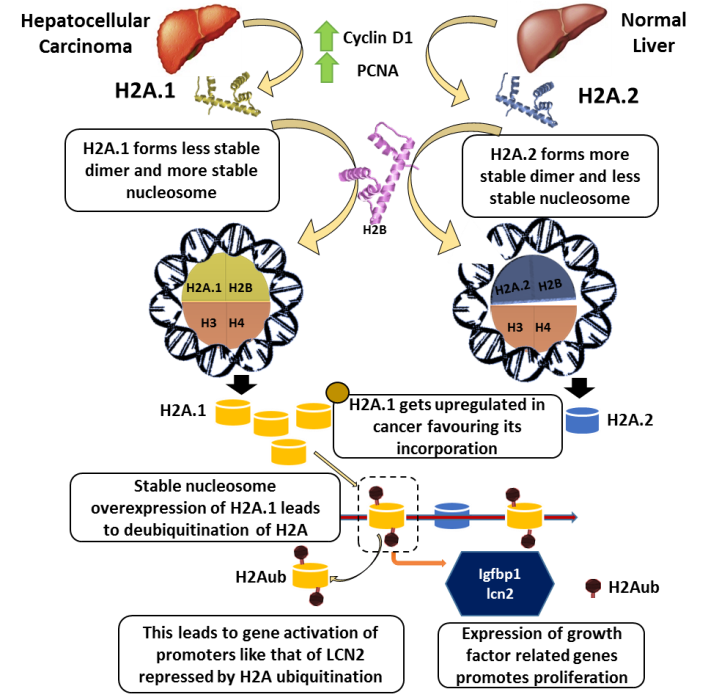 Hepatocellular
Carcinoma
Cyclin D1
PCNA
Normal
Liver
H2A.1
H2A.2
H2A.1 forms less stable
dimer and more stable
nucleosome
H2A.2 forms more
stable dimer and less
stable nucleosome
H2B
H2A.1 H2B
H3 H4
H2A.2 H2B
H3 H4
H2A.1
H2A.1 gets upregulated in
cancer favouring its
incorporation
H2A.2
Stable nucleosome
overexpression of H2A.1 leads
to deubiquitination of H2A
H2Aub
Igfbp1
lcn2
H2Aub
This leads to gene activation of
promoters like that of LCN2
repressed by H2A ubiquitination
Expression of growth
factor related genes
promotes proliferation